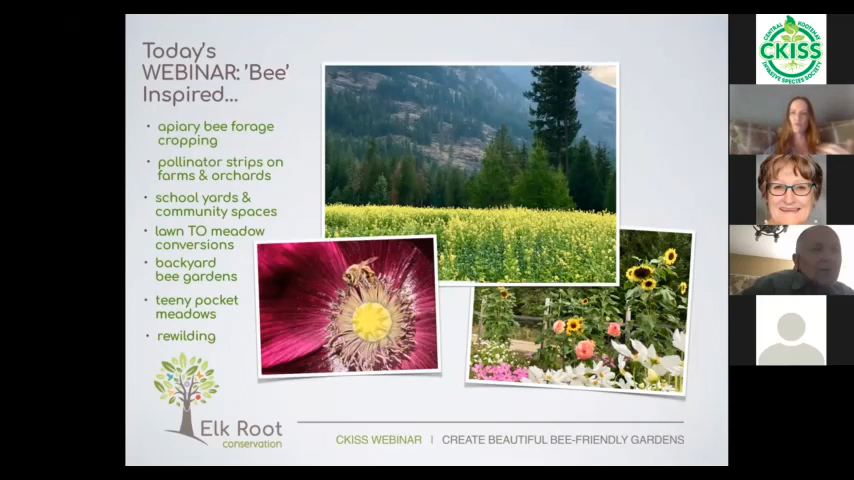 Today's
WEBINAR: 'Bee'
Inspired...
• apiary bee forage
cropping
• pollinator strips on
farms & orchards
• school yards &
community spaces
• lawn TO meadow
conversions
• backyard
bee gardens
• teeny pocket
meadows
• rewilding
Elk Root
conservation
CKISS WEBINAR | CREATE BEAUTIFUL BEE-FRIENDLY GARDENS
CENTRAL KOOTENAY
CKISS
INVASIVE SPECIES SOCIETY